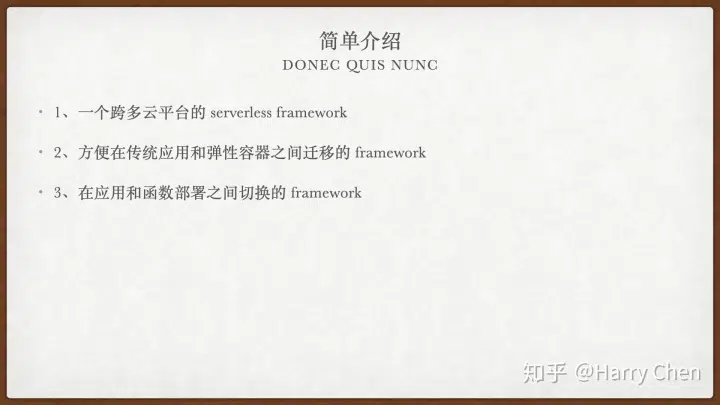 简单介绍
DONEC QUIS NUNC
• 1、一个跨多云平台的 serverless framework
• 2、方便在传统应用和弹性容器之间迁移的 framework
• 3、在应用和函数部署之间切换的 framework
知乎 @Harry Chen